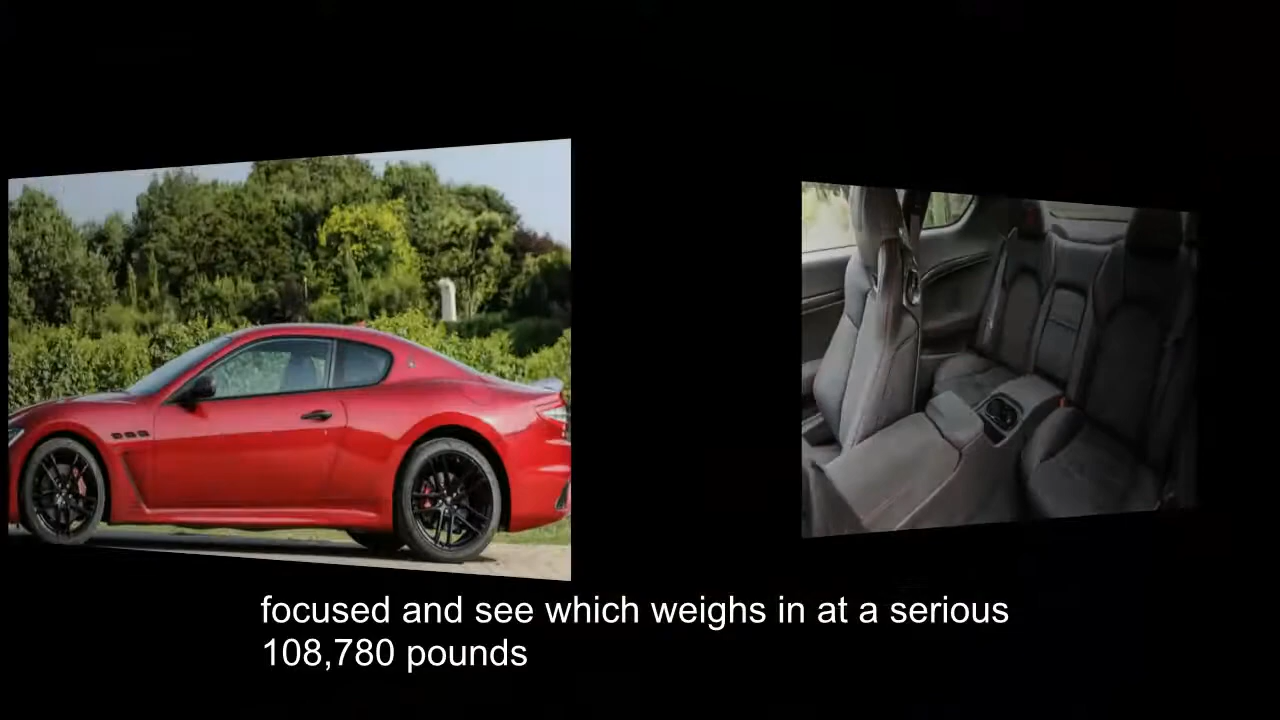 focused and see which weighs in at a serious
108,780 pounds